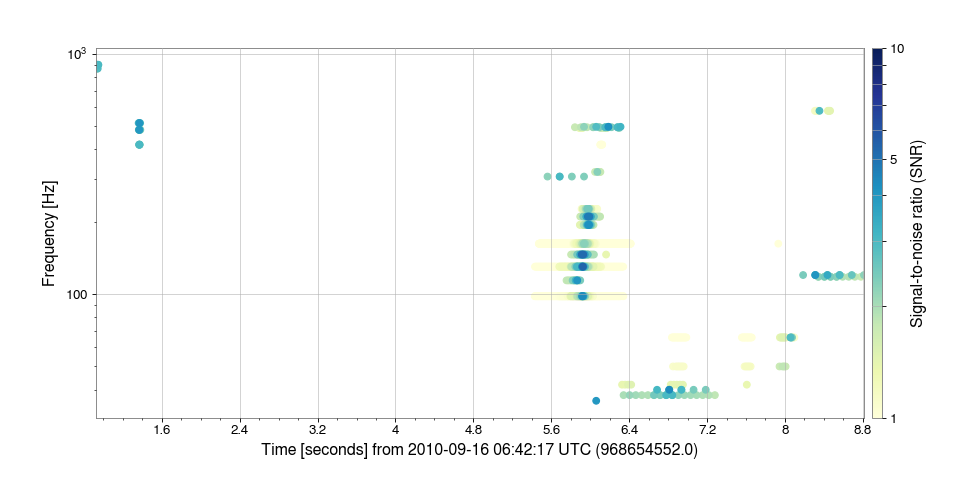 10³
100
Frequency [Hz]
1.6 2.4 3.2 4 4.8 5.6 6.4 7.2 8 8.8
Time [seconds] from 2010-09-16 06:42:17 UTC (968654552.0)
10
5
1
Signal-to-noise ratio (SNR)